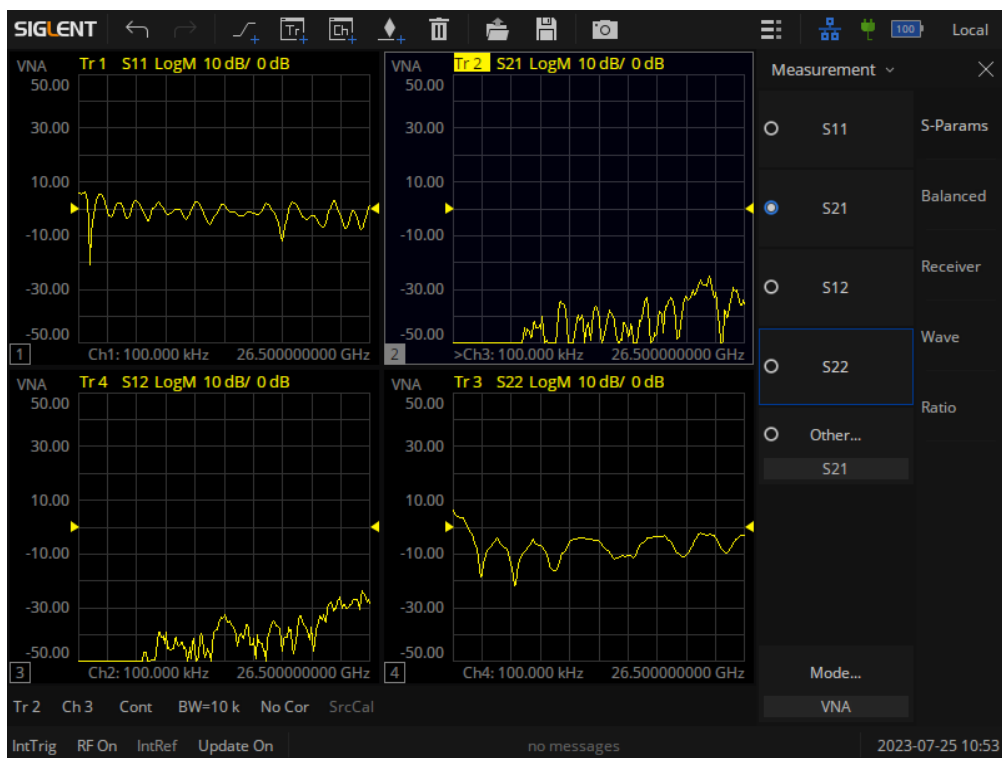 SIGLENT Tr Ch 100 Local
VNA Tr 1 S11 LogM 10 dB/ 0 dB
50.00
30.00
10.00
-10.00
-30.00
-50.00
1 Ch1: 100.000 kHz 26.500000000 GHz
VNA Tr 2 S21 LogM 10 dB/ 0 dB
50.00
30.00
10.00
-10.00
-30.00
-50.00
2 >Ch3: 100.000 kHz 26.500000000 GHz
VNA Tr 4 S12 LogM 10 dB/ 0 dB
50.00
30.00
10.00
-10.00
-30.00
-50.00
3 Ch2: 100.000 kHz 26.500000000 GHz
VNA Tr 3 S22 LogM 10 dB/ 0 dB
50.00
30.00
10.00
-10.00
-30.00
-50.00
4 Ch4: 100.000 kHz 26.500000000 GHz
Measurement
S11
S21
S12
S22
Other...
S21
Mode...
VNA
S-Params
Balanced
Receiver
Wave
Ratio
Tr 2 Ch 3 Cont BW=10 k No Cor SrcCal
IntTrig RF On IntRef Update On no messages 2023-07-25 10:53